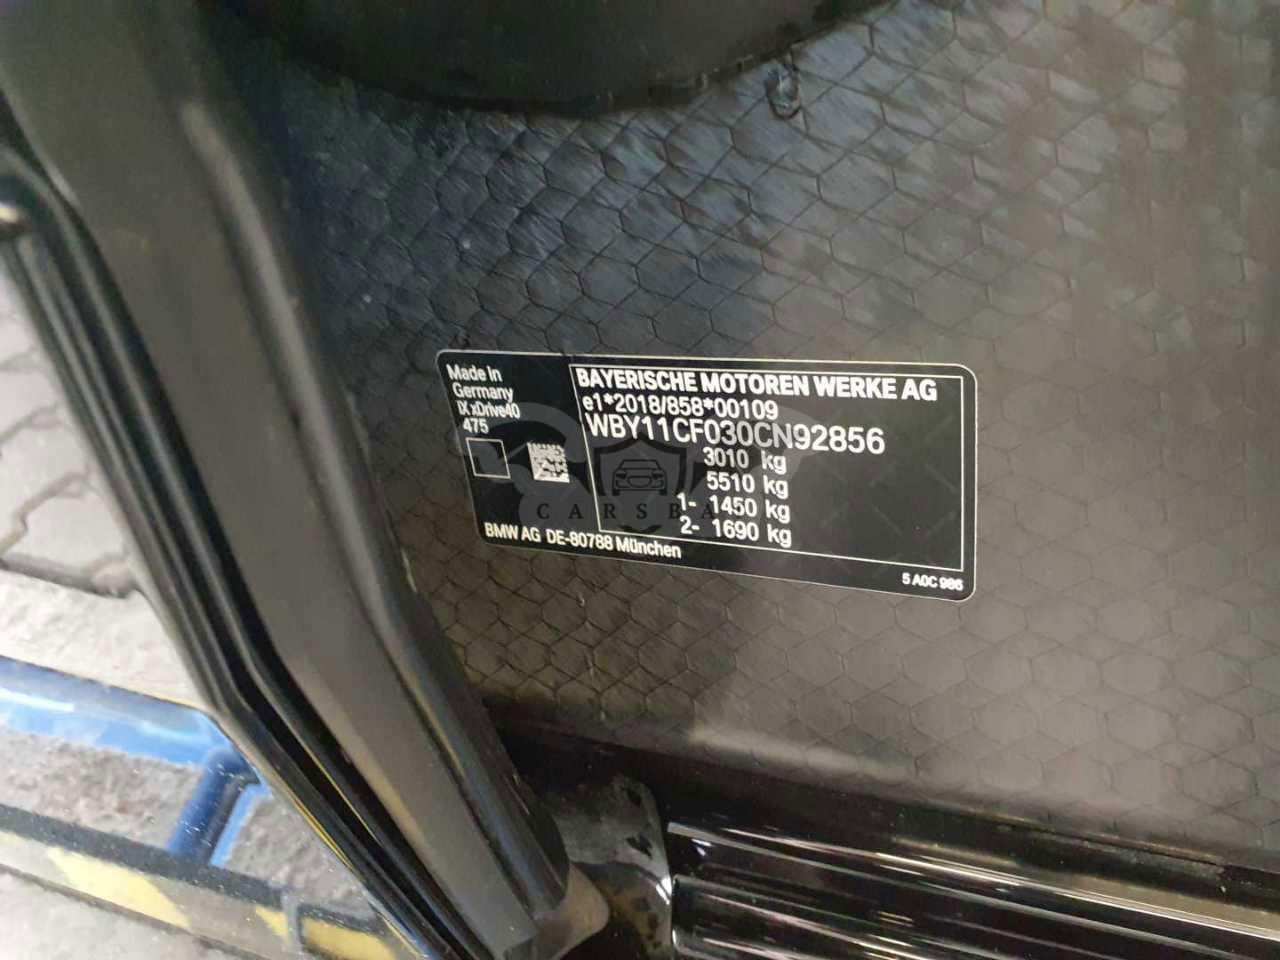 Made in
Germany
iX xDrive40
475
BAYERISCHE MOTOREN WERKE AG
e1*2018/858*00109
WBY11CF030CN92856
3010 kg
5510 kg
1- 1450 kg
2- 1690 kg
BMW AG DE-80788 München
5 A0C 986
CARSBA